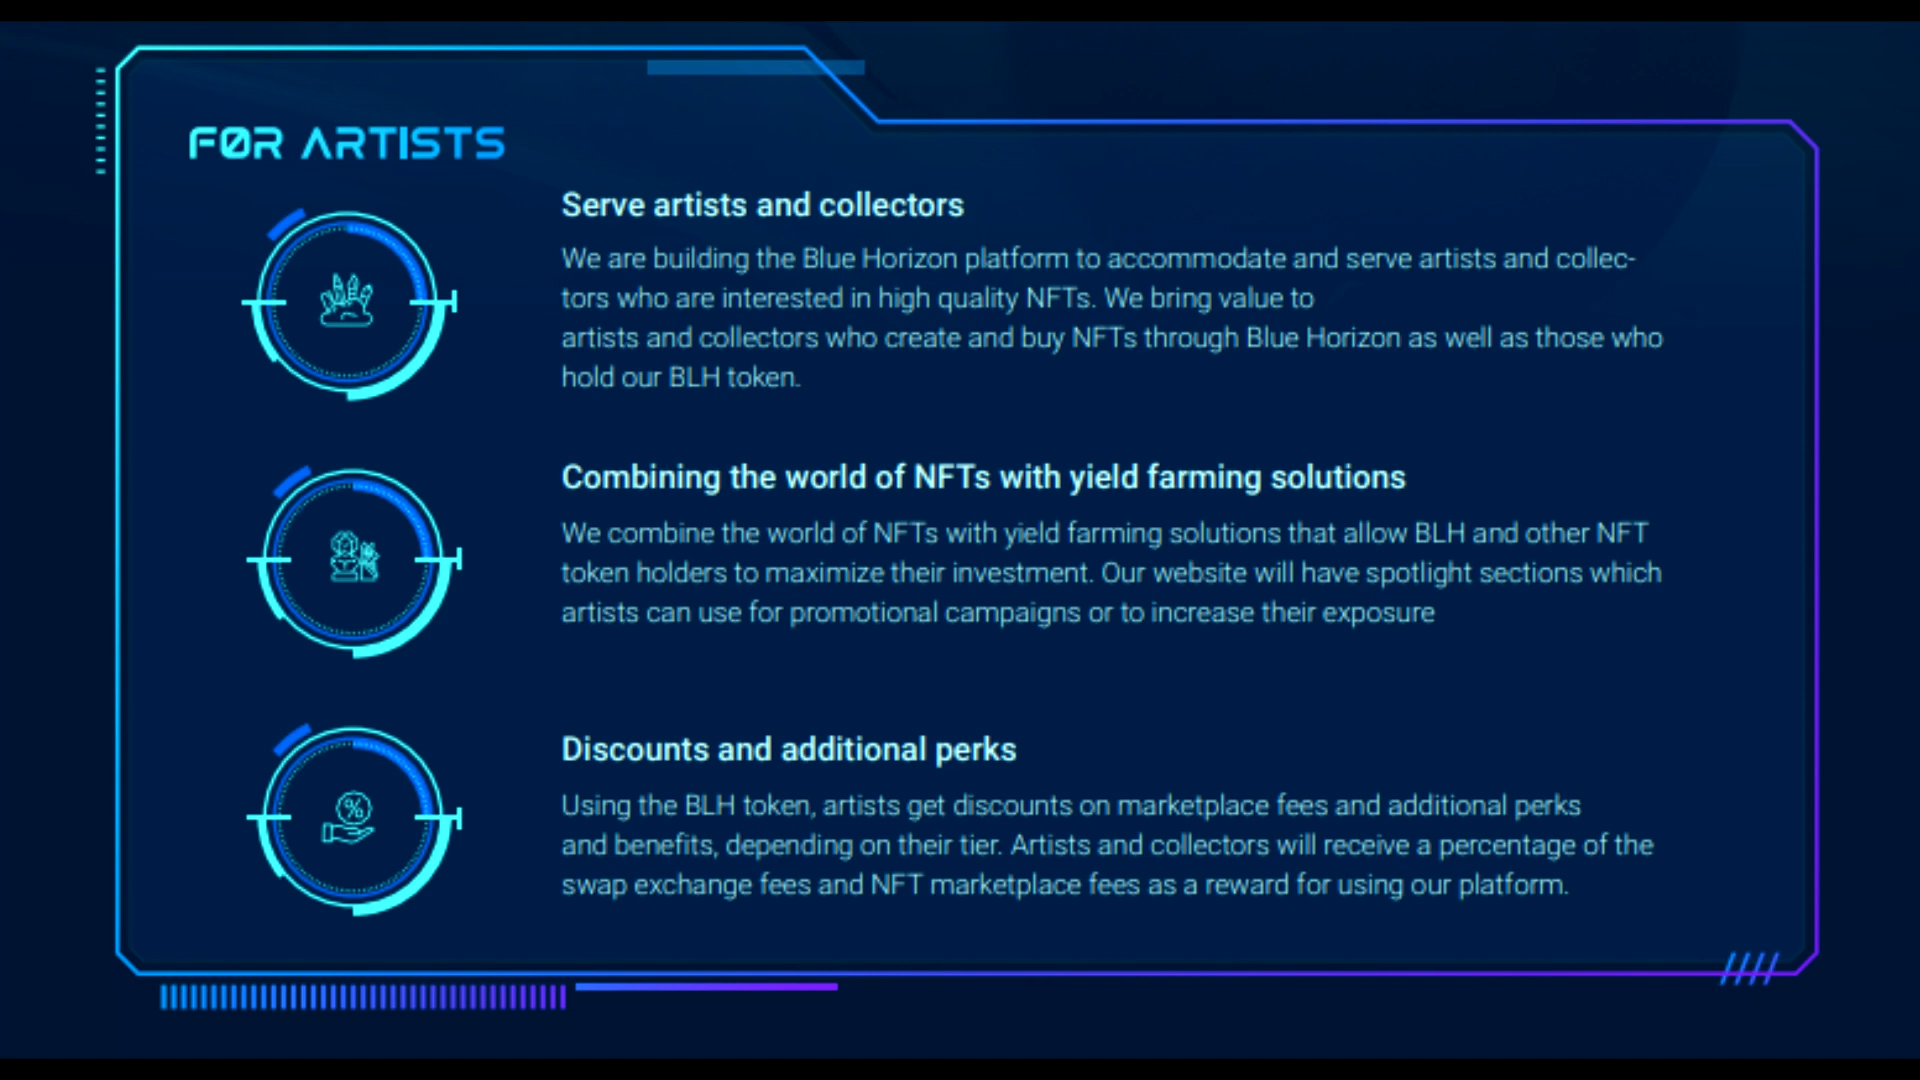 FØR ARTISTS
Serve artists and collectors
We are building the Blue Horizon platform to accommodate and serve artists and collec-
tors who are interested in high quality NFTs. We bring value to
artists and collectors who create and buy NFTs through Blue Horizon as well as those who
hold our BLH token.
Combining the world of NFTs with yield farming solutions
We combine the world of NFTs with yield farming solutions that allow BLH and other NFT
token holders to maximize their investment. Our website will have spotlight sections which
artists can use for promotional campaigns or to increase their exposure
%
Discounts and additional perks
Using the BLH token, artists get discounts on marketplace fees and additional perks
and benefits, depending on their tier. Artists and collectors will receive a percentage of the
swap exchange fees and NFT marketplace fees as a reward for using our platform.